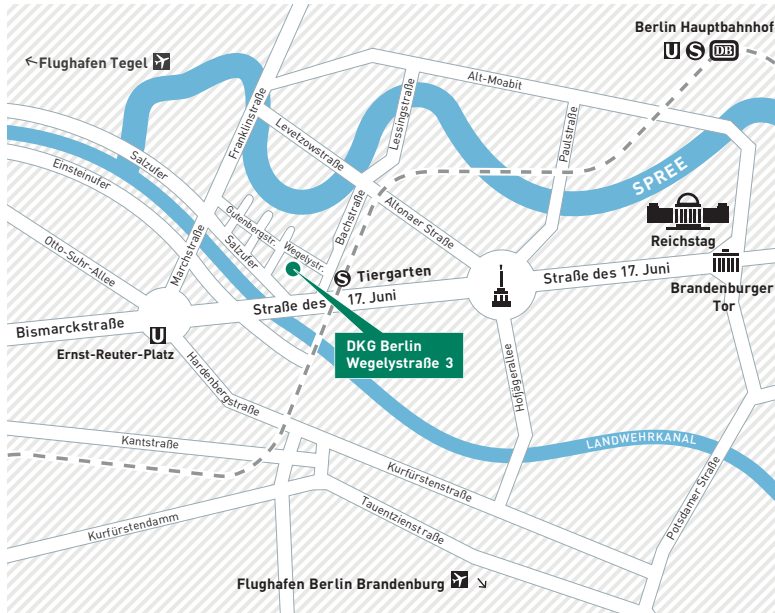 Berlin Hauptbahnhof
U S DB
←Flughafen Tegel
Alt-Moabit
Franklinstraße
Lessingstraße
Levetzowstraße
Paulstraße
Salzufer
Einsteinufer
SPREE
Gutenbergstr.
Bachstraße
Altonaer Straße
Otto-Suhr-Allee
Marchstraße
Salzufer
Wegelystr.
Reichstag
S Tiergarten
Straße des 17. Juni
Straße des 17. Juni
Brandenburger
Tor
Bismarckstraße
U
Ernst-Reuter-Platz
DKG Berlin
Wegelystraße 3
Hardenbergstraße
Hofjägerallee
Kantstraße
LANDWEHRKANAL
Kurfürstenstraße
Potsdamer Straße
Kurfürstendamm
Tauentzienstraße
Flughafen Berlin Brandenburg ↘